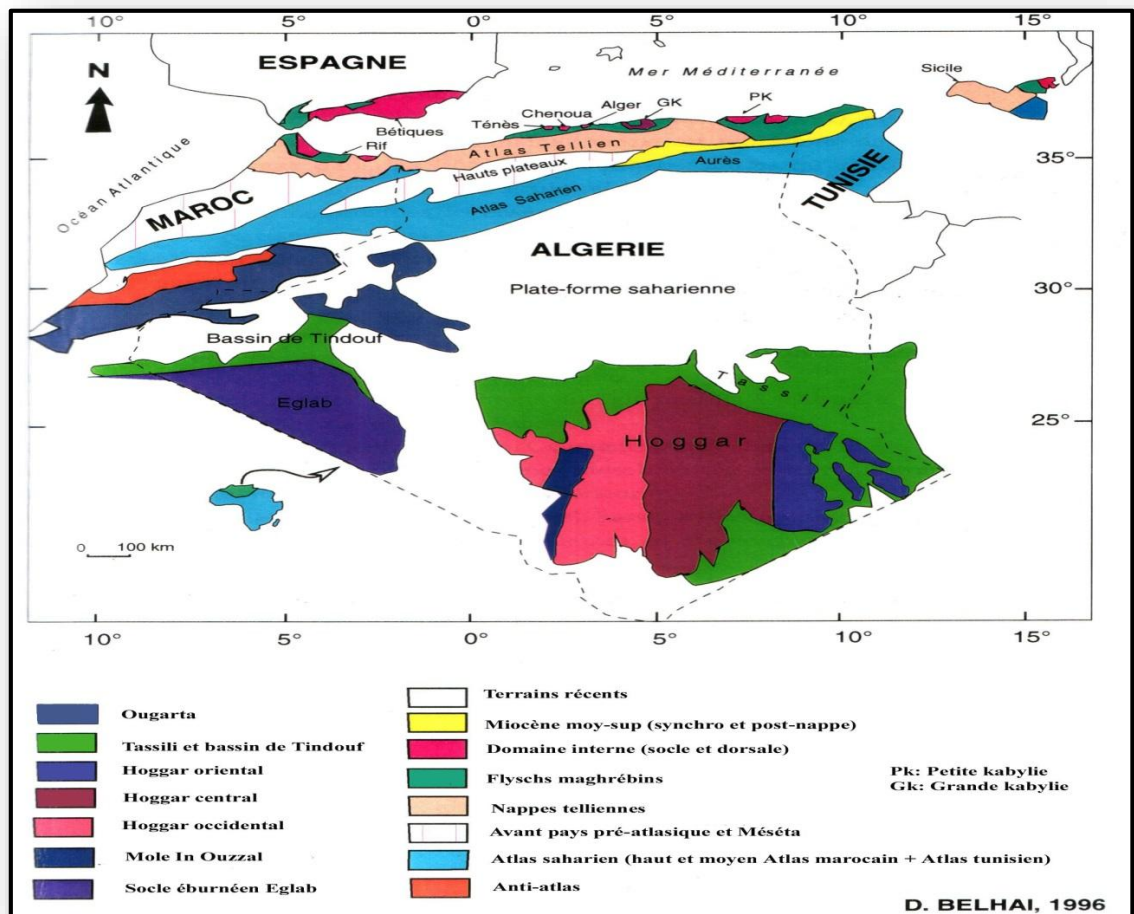 10° 5° 0° 5° 10° 15°
ESPAGNE
N
Mer Méditerranée
Sicile
Océan Atlantique
Bétiques
Ténès
Chenoua
Alger
GK
PK
Rif
Atlas Tellien
35°
35°
Hauts plateaux
Aurès
MAROC
Atlas Saharien
TUNISIE
ALGERIE
30°
Plate-forme saharienne
30°
Bassin de Tindouf
Tassili
25°
Eglab
Hoggar
25°
0 100 km
10° 5° 0° 5° 10° 15°
Ougarta
Tassili et bassin de Tindouf
Hoggar oriental
Hoggar central
Hoggar occidental
Mole In Ouzzal
Socle éburnéen Eglab
Terrains récents
Miocène moy-sup (synchro et post-nappe)
Domaine interne (socle et dorsale)
Flyschs maghrébins
Nappes telliennes
Avant pays pré-atlasique et Méséta
Atlas saharien (haut et moyen Atlas marocain + Atlas tunisien)
Anti-atlas
Pk: Petite kabylie
Gk: Grande kabylie
D. BELHAI, 1996